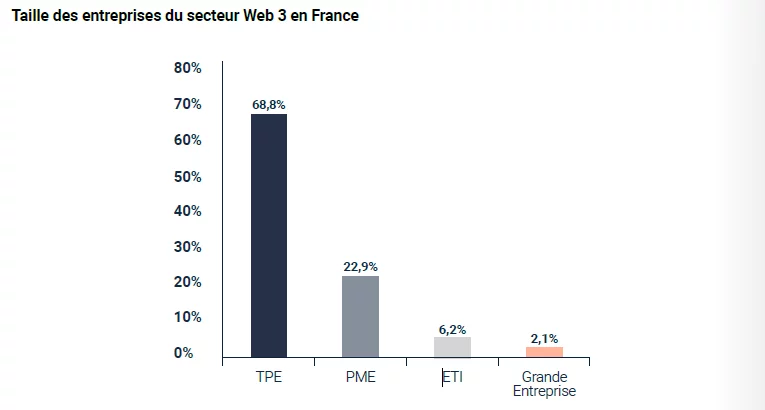 Taille des entreprises du secteur Web 3 en France
80%
70%
60%
50%
40%
30%
20%
10%
0%
68,8%
22,9%
6,2%
2,1%
TPE
PME
ETI
Grande
Entreprise